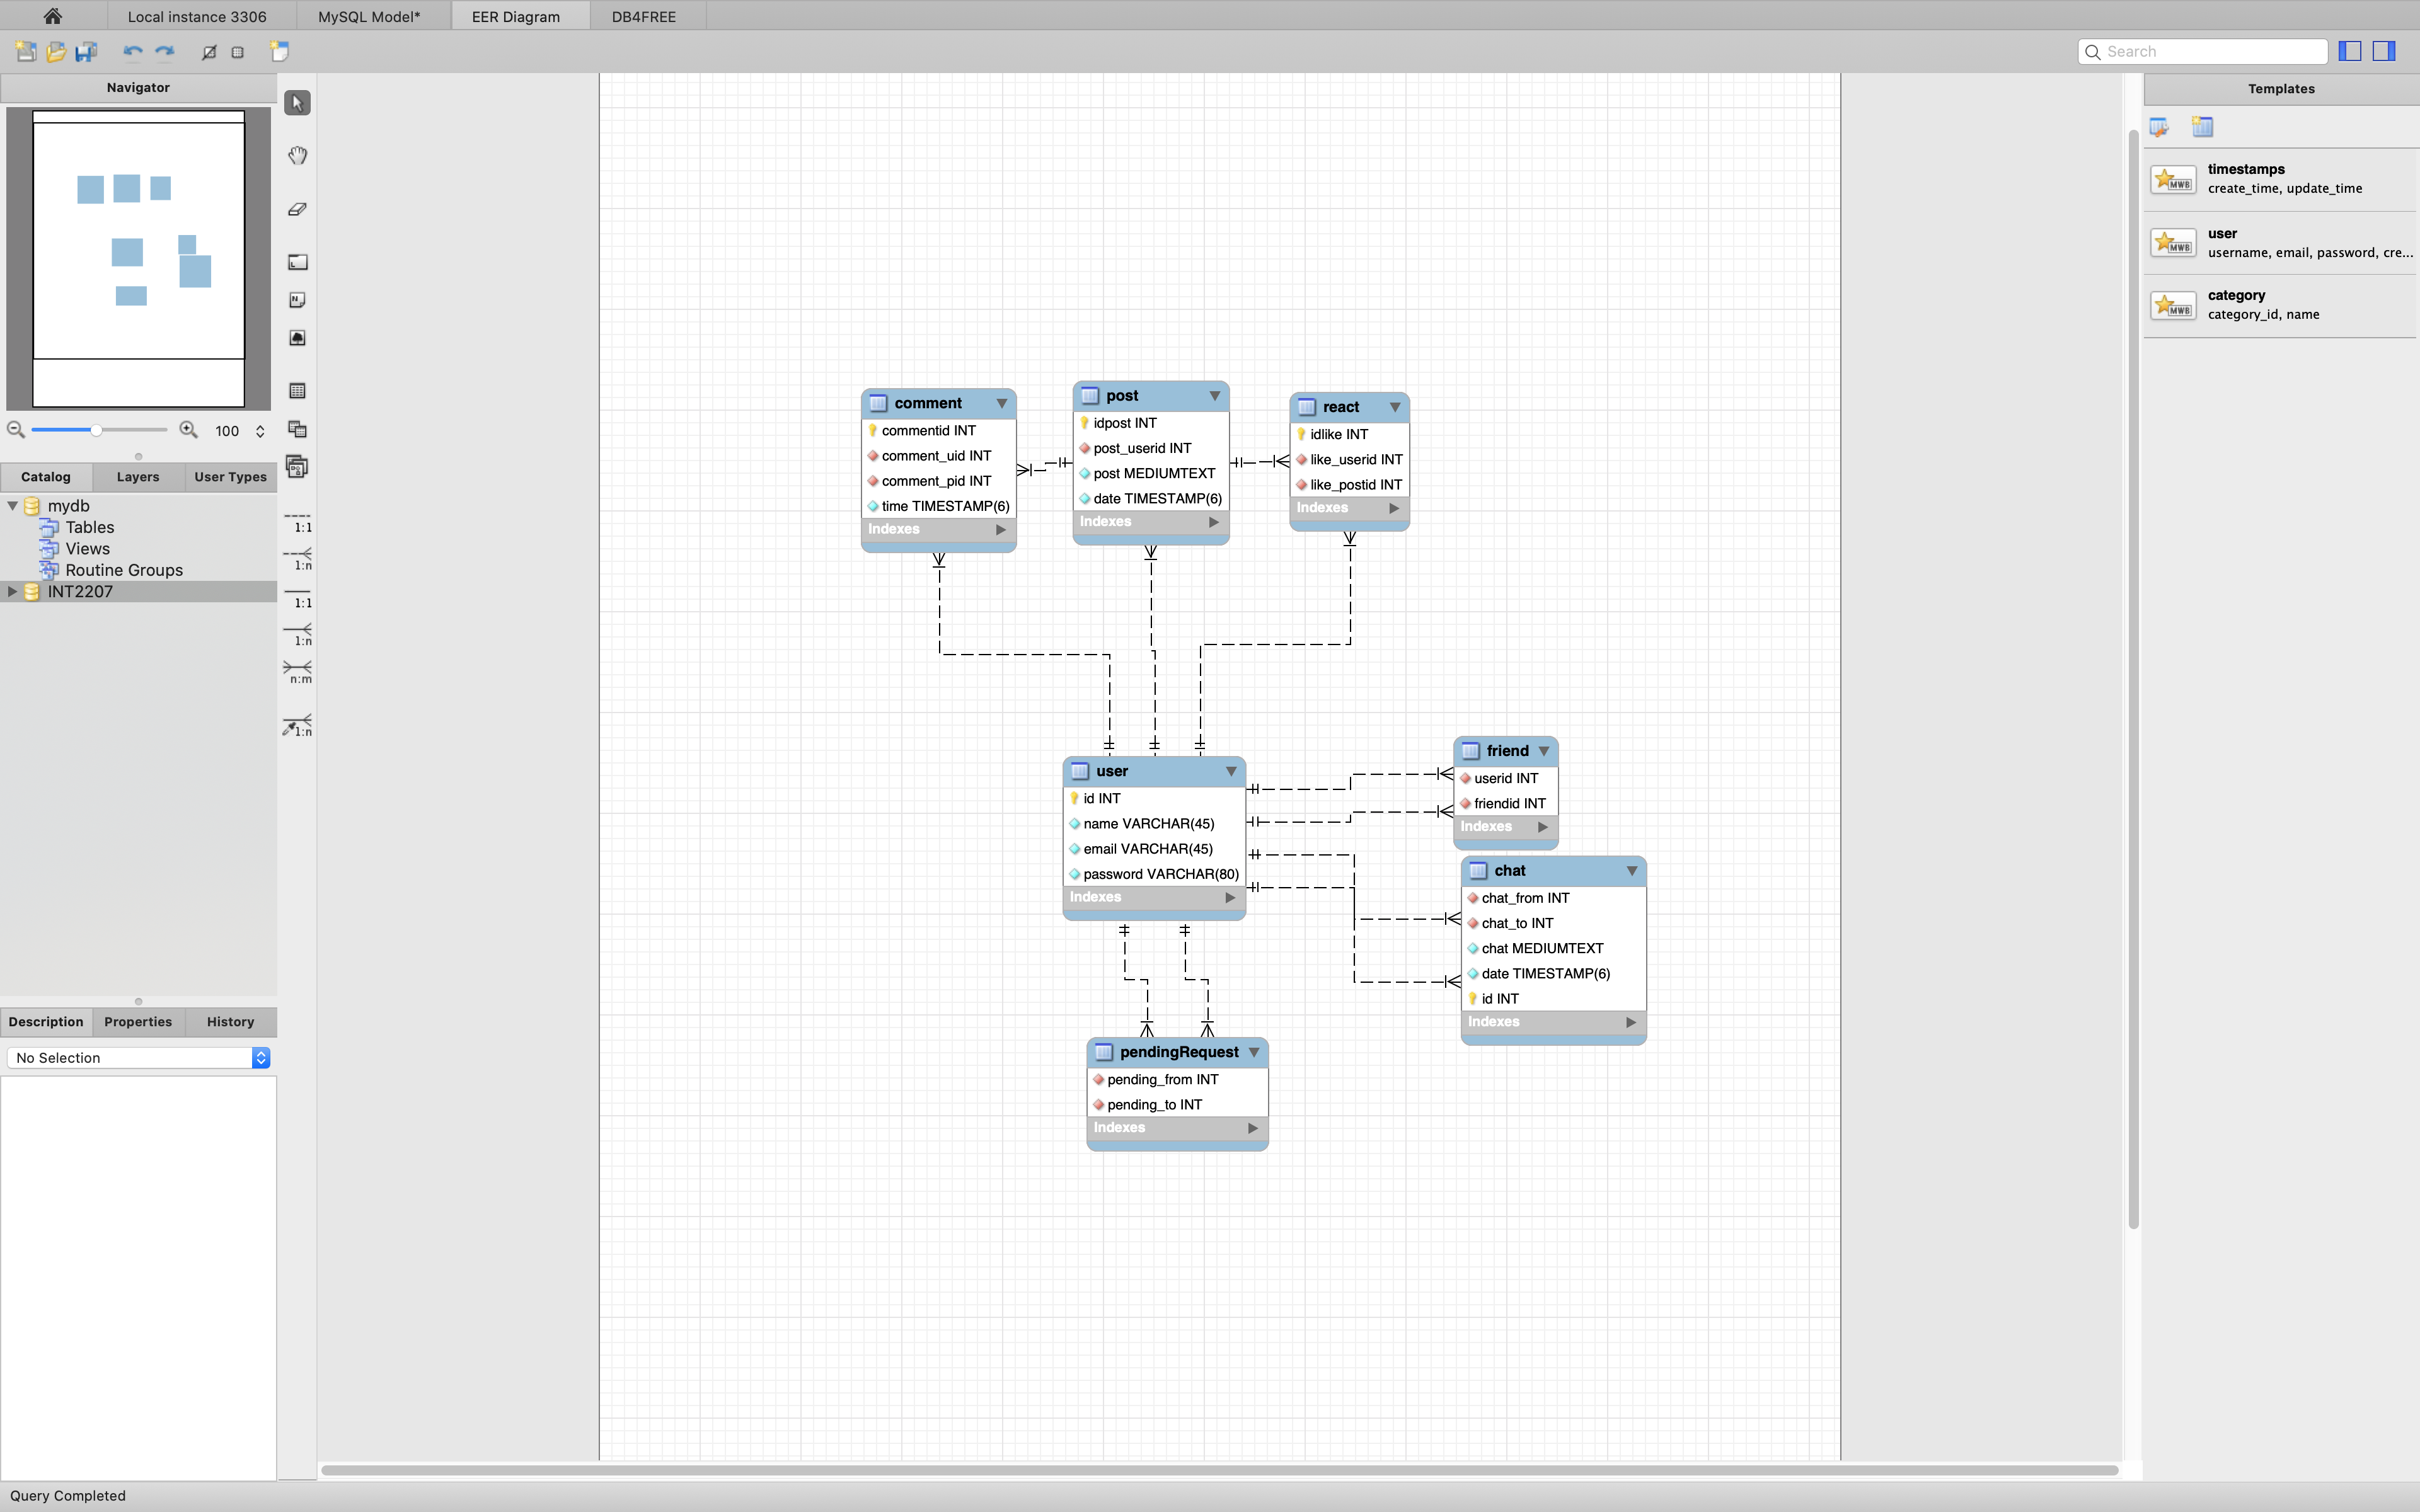 Local instance 3306
MySQL Model*
EER Diagram
DB4FREE
Search
Navigator
100
Catalog
Layers
User Types
mydb
Tables
Views
Routine Groups
INT2207
Description
Properties
History
No Selection
Query Completed
N
1:1
1:n
1:1
1:n
n:m
1:n
comment
commentid INT
comment_uid INT
comment_pid INT
time TIMESTAMP(6)
Indexes
post
idpost INT
post_userid INT
post MEDIUMTEXT
date TIMESTAMP(6)
Indexes
react
idlike INT
like_userid INT
like_postid INT
Indexes
user
id INT
name VARCHAR(45)
email VARCHAR(45)
password VARCHAR(80)
Indexes
friend
userid INT
friendid INT
Indexes
chat
chat_from INT
chat_to INT
chat MEDIUMTEXT
date TIMESTAMP(6)
id INT
Indexes
pendingRequest
pending_from INT
pending_to INT
Indexes
Templates
MWB
timestamps
create_time, update_time
MWB
user
username, email, password, cre...
MWB
category
category_id, name